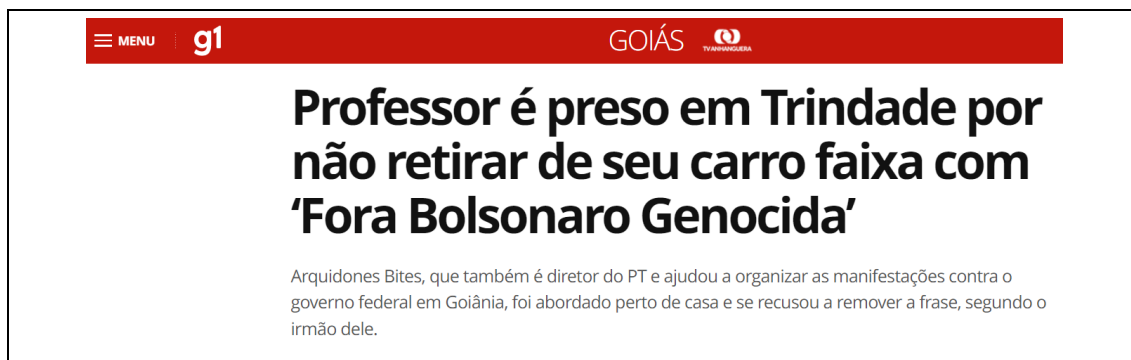 MENU g1 GOIÁS TV ANHANGUERA
Professor é preso em Trindade por
não retirar de seu carro faixa com
‘Fora Bolsonaro Genocida’
Arquidones Bites, que também é diretor do PT e ajudou a organizar as manifestações contra o
governo federal em Goiânia, foi abordado perto de casa e se recusou a remover a frase, segundo o
irmão dele.